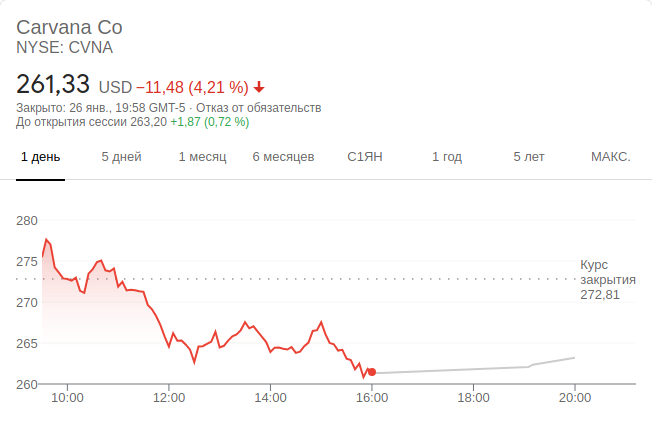 Carvana Co
NYSE: CVNA
261,33 USD −11,48 (4,21 %)
Закрыто: 26 янв., 19:58 GMT-5 · Отказ от обязательств
До открытия сессии 263,20 +1,87 (0,72 %)
1 день 5 дней 1 месяц 6 месяцев С1ЯН 1 год 5 лет МАКС.
280
275
Курс
закрытия
272,81
270
265
260
10:00 12:00 14:00 16:00 18:00 20:00